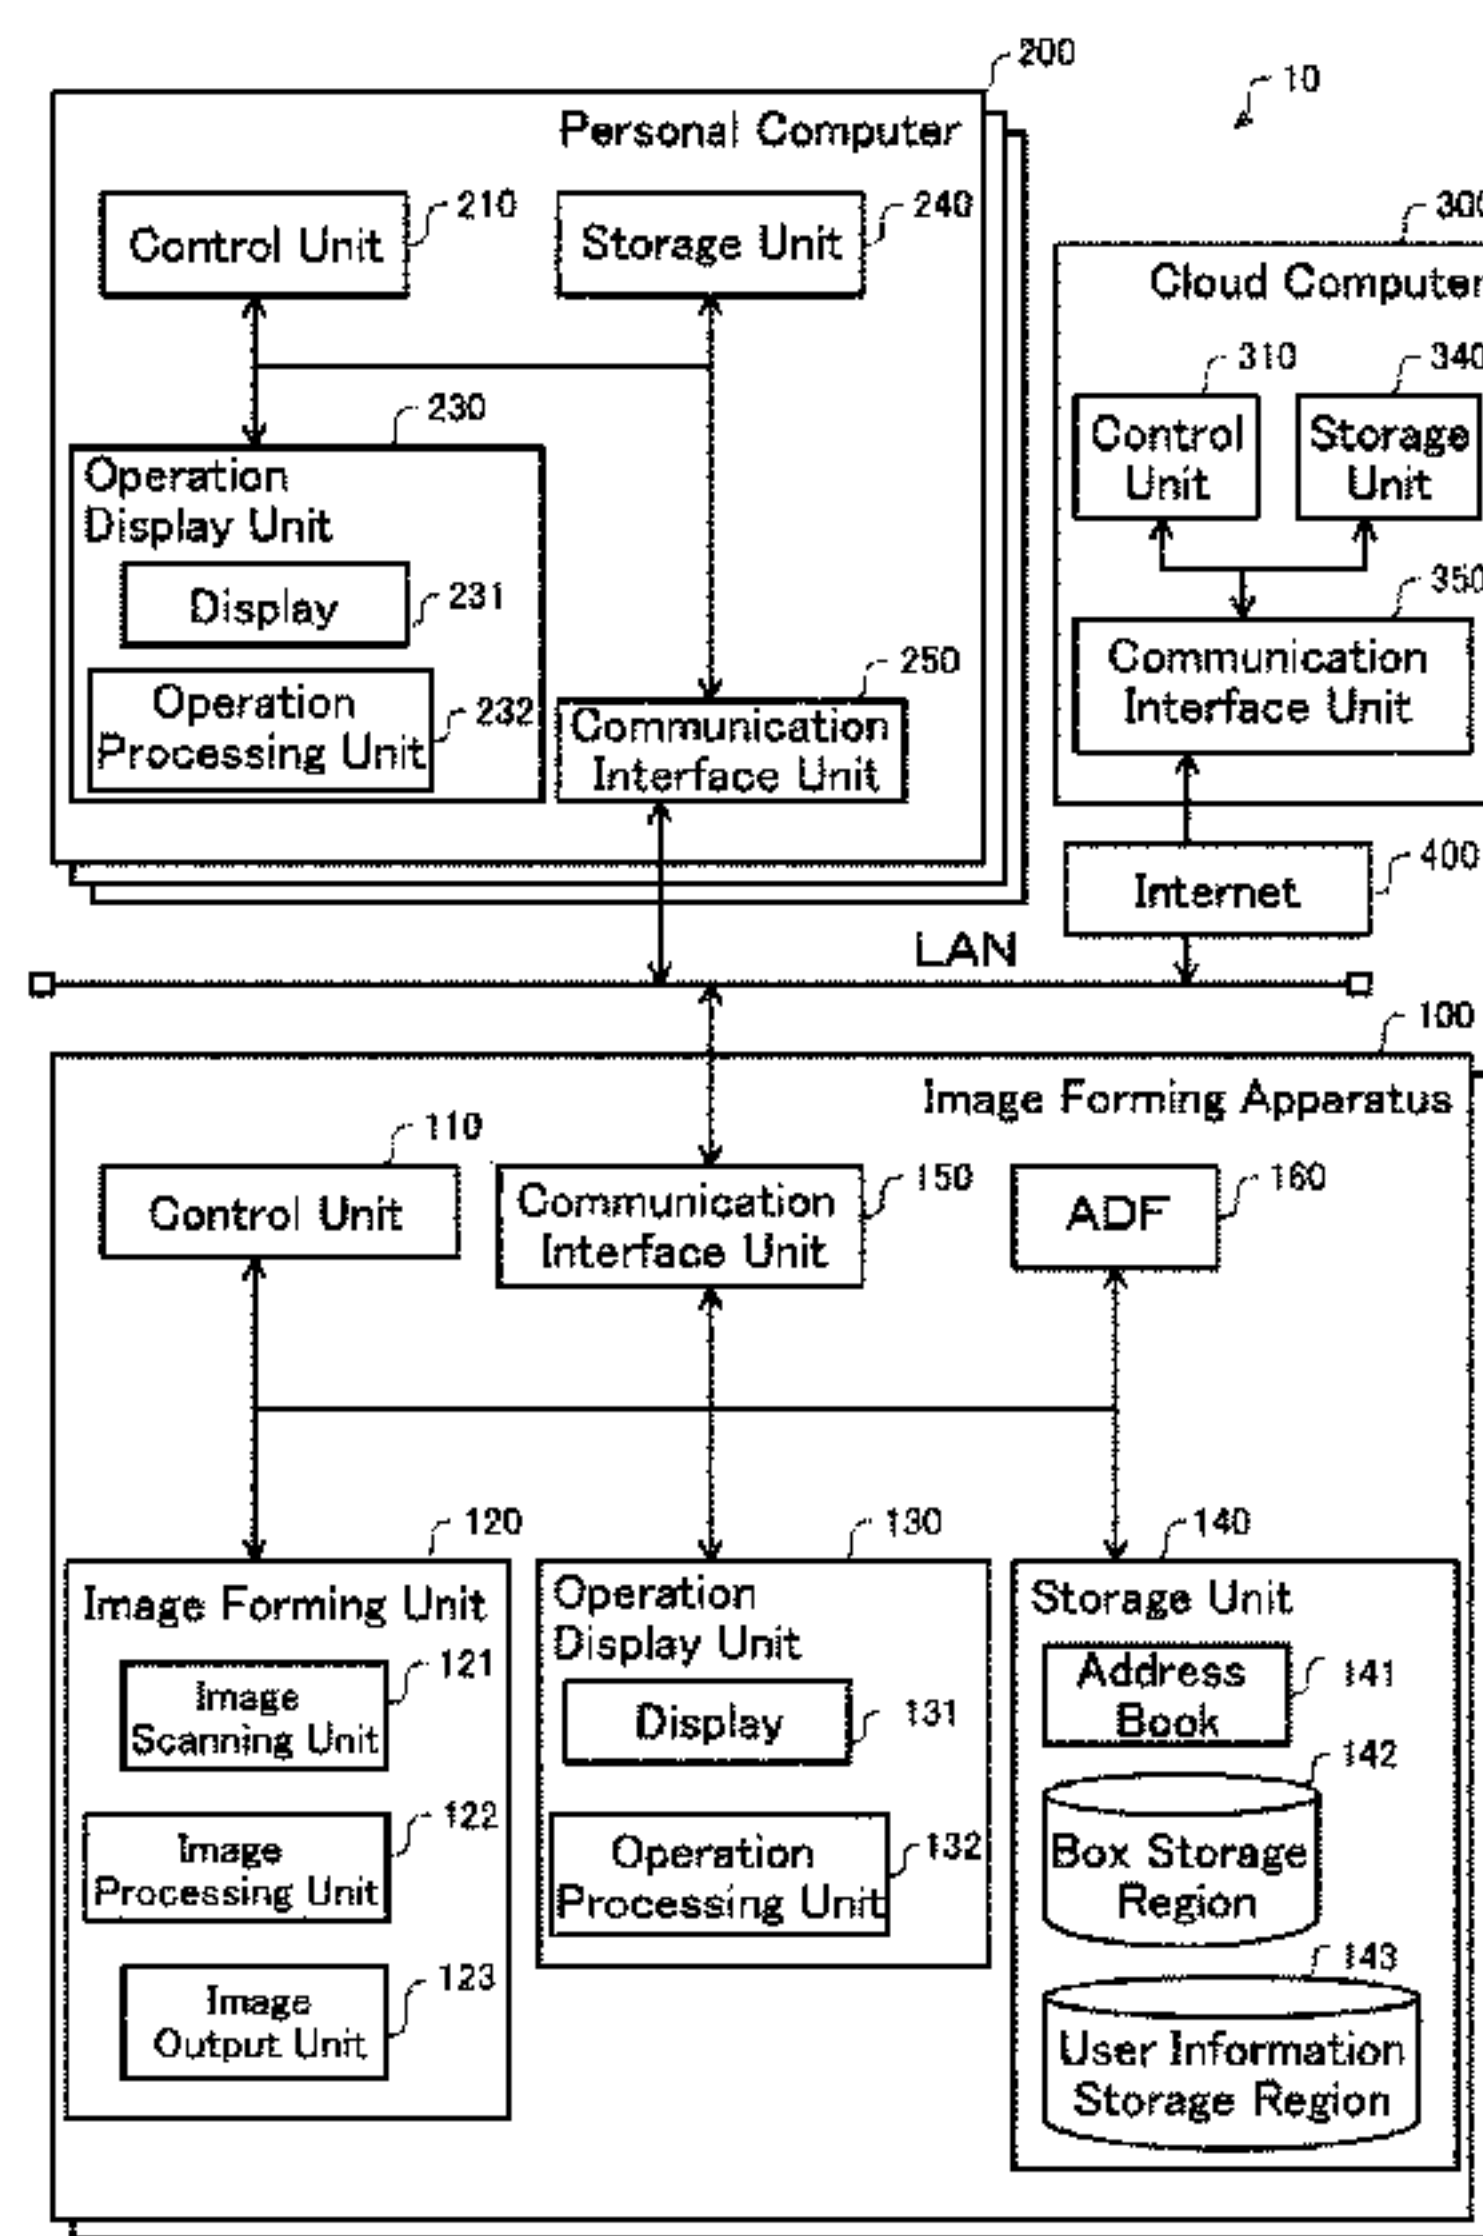 200
10
Personal Computer
210
240
Control Unit
Storage Unit
300
Cloud Computer
310
340
Control
Unit
Storage
Unit
230
Operation
Display Unit
Display
231
Operation
Processing Unit
232
250
Communication
Interface Unit
350
Communication
Interface Unit
Internet
400
LAN
100
Image Forming Apparatus
110
Control Unit
150
Communication
Interface Unit
160
ADF
120
Image Forming Unit
121
Image
Scanning Unit
122
Image
Processing Unit
123
Image
Output Unit
130
Operation
Display Unit
Display
131
Operation
Processing Unit
132
140
Storage Unit
Address
Book
141
142
Box Storage
Region
143
User Information
Storage Region